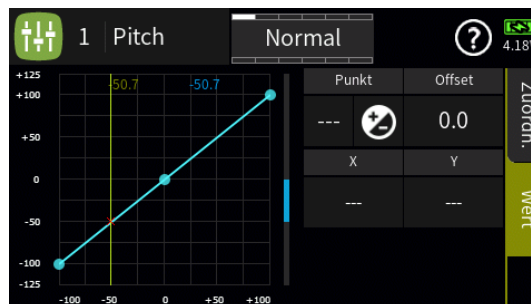 1 Pitch Normal ? 4.18V
+125
+100
+50
0
-50
-100
-125
-50.7 -50.7
-100 -50 0 +50 +100
Punkt Offset
--- 0.0
X Y
--- ---
Zuordn.
Wert